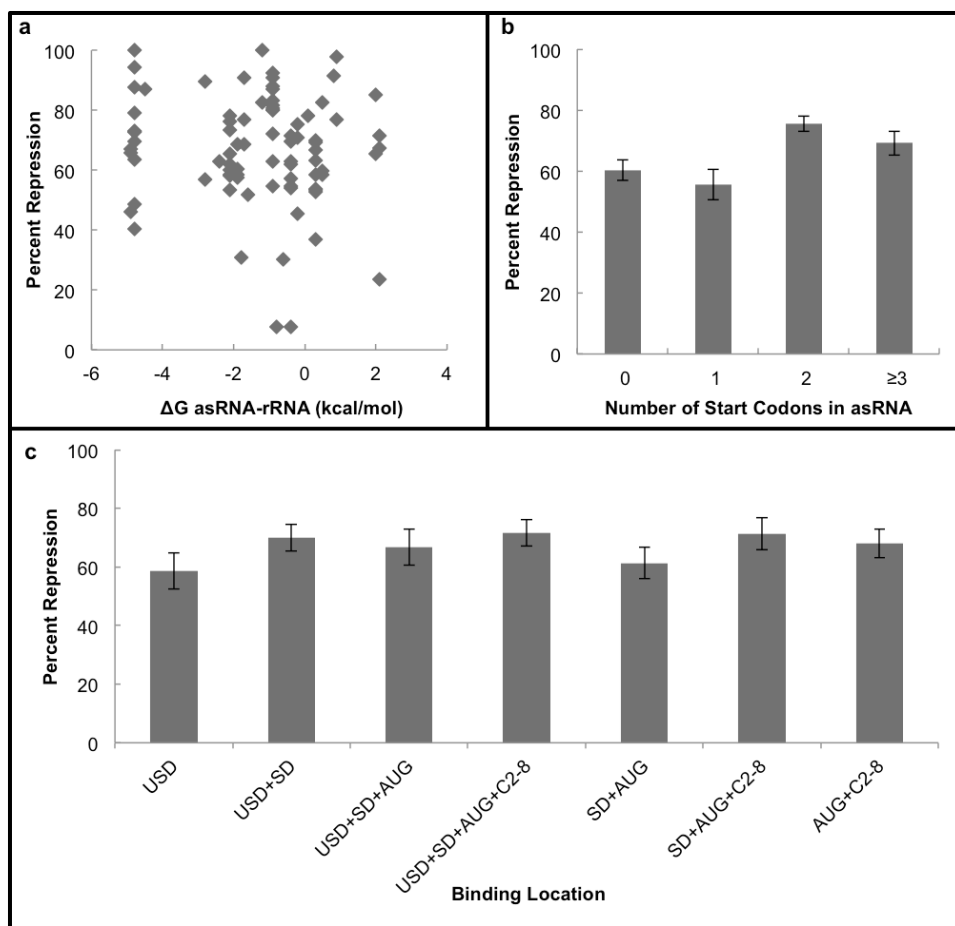 a
100
80
60
40
20
0
Percent Repression
-6 -4 -2 0 2 4
ΔG asRNA-rRNA (kcal/mol)
b
100
80
60
40
20
0
Percent Repression
0 1 2 ≥3
Number of Start Codons in asRNA
c
100
80
60
40
20
0
Percent Repression
USD
USD+SD
USD+SD+AUG
USD+SD+AUG+C2-8
SD+AUG
SD+AUG+C2-8
AUG+C2-8
Binding Location